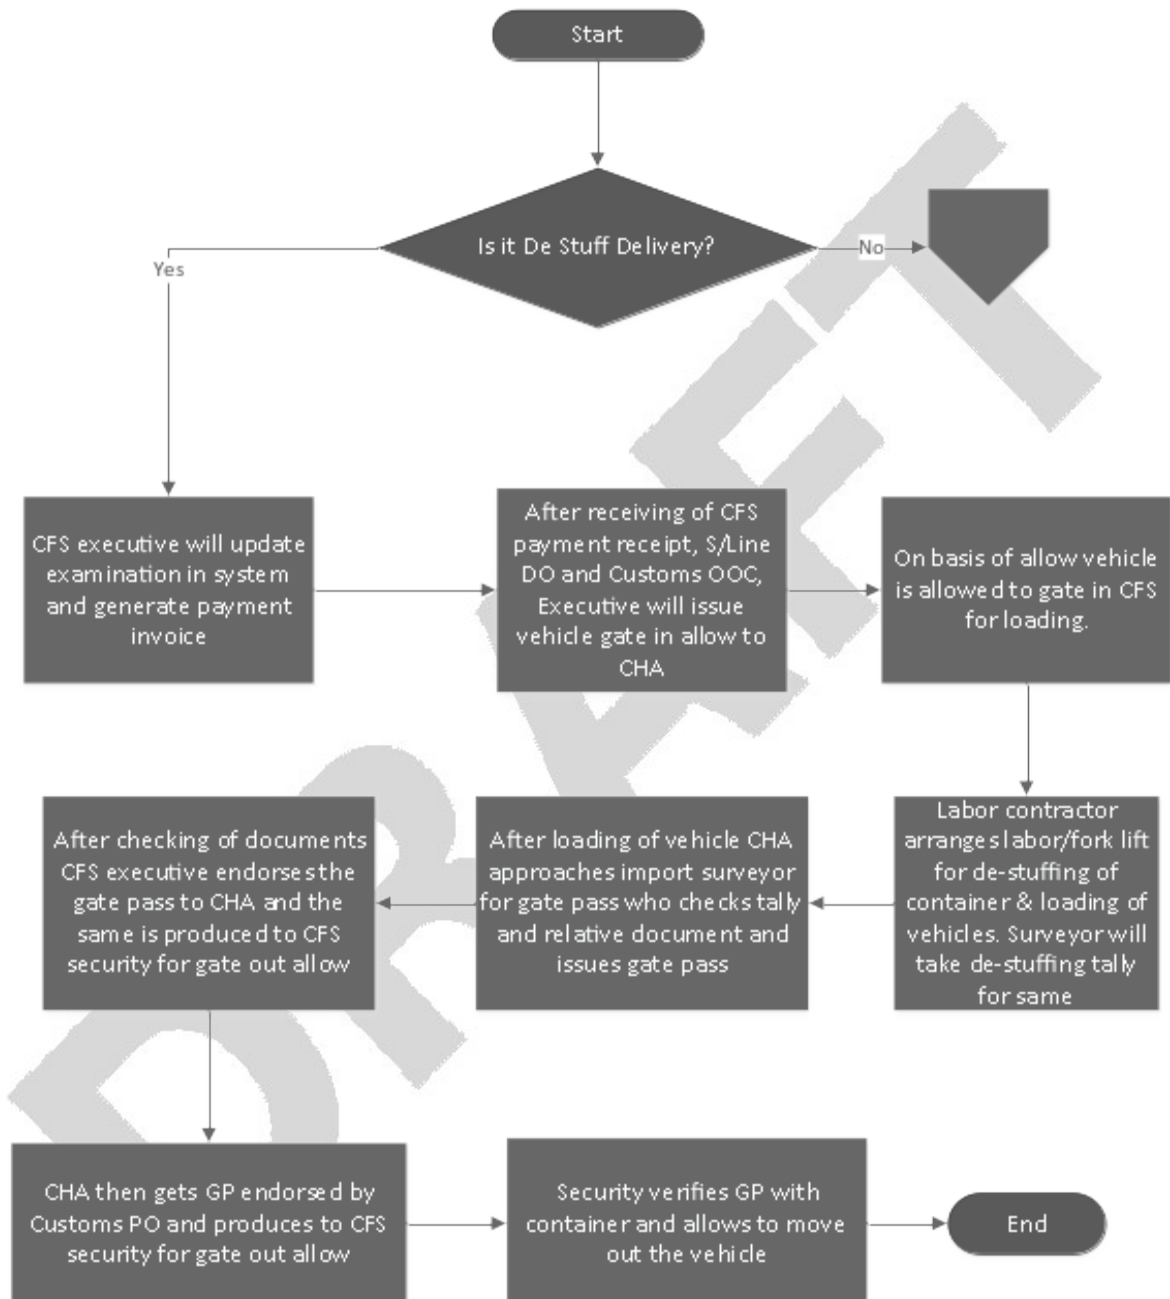 Start
Is it De Stuff Delivery?
Yes
No
CFS executive will update
examination in system
and generate payment
invoice
After receiving of CFS
payment receipt, S/Line
DO and Customs OOC,
Executive will issue
vehicle gate in allow to
CHA
On basis of allow vehicle
is allowed to gate in CFS
for loading.
Labor contractor
arranges labor/fork lift
for de-stuffing of
container & loading of
vehicles. Surveyor will
take de-stuffing tally
for same
After loading of vehicle CHA
approaches import surveyor
for gate pass who checks tally
and relative document and
issues gate pass
After checking of documents
CFS executive endorses the
gate pass to CHA and the
same is produced to CFS
security for gate out allow
CHA then gets GP endorsed by
Customs PO and produces to CFS
security for gate out allow
Security verifies GP with
container and allows to move
out the vehicle
End
DRAFT